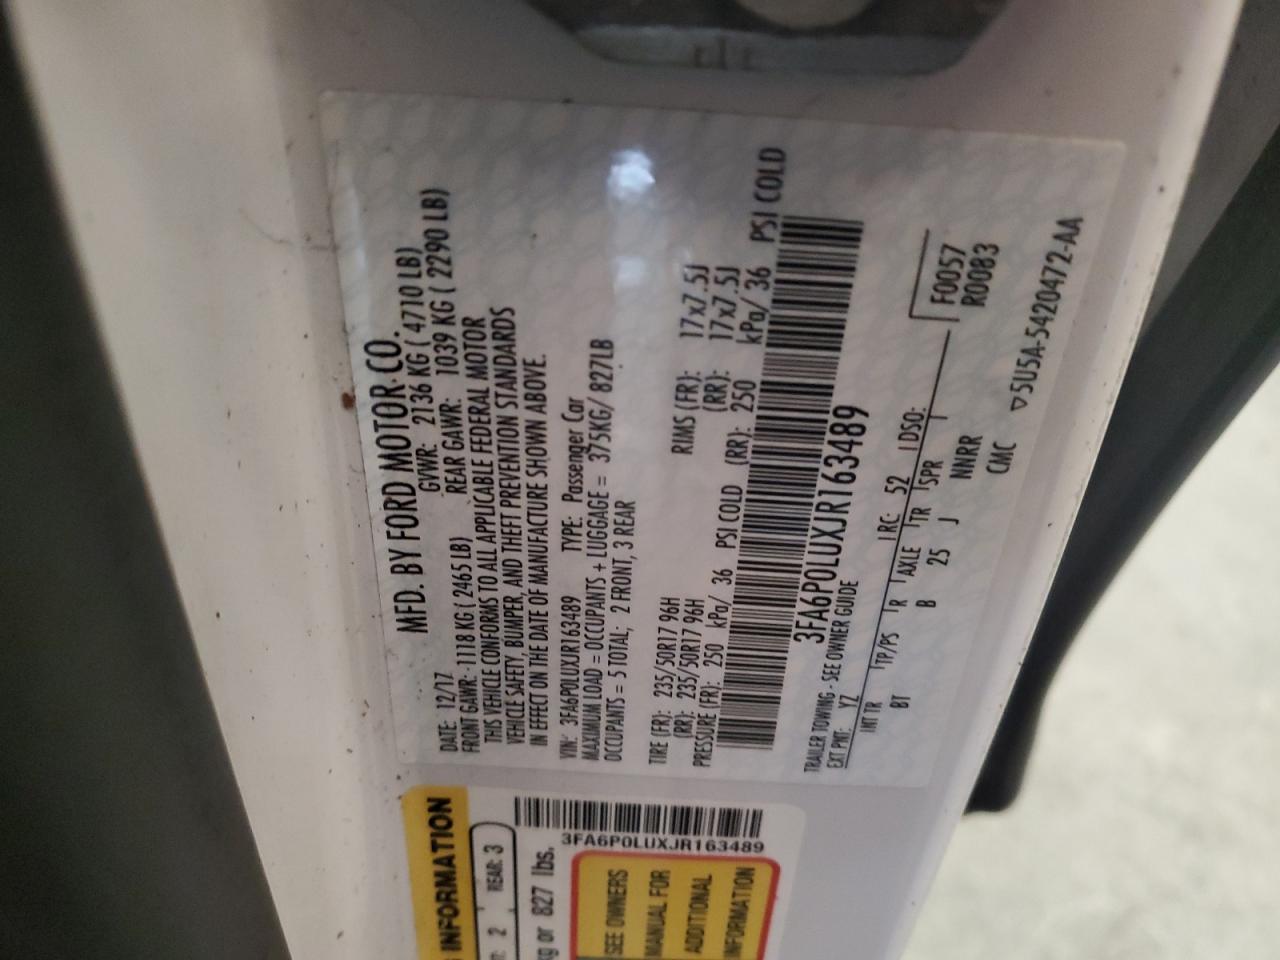 MFD. BY FORD MOTOR CO.
DATE: 12/17 GVWR: 2136 KG ( 4710 LB)
FRONT GAWR: 1118 KG ( 2465 LB) REAR GAWR: 1039 KG ( 2290 LB)
THIS VEHICLE CONFORMS TO ALL APPLICABLE FEDERAL MOTOR
VEHICLE SAFETY, BUMPER, AND THEFT PREVENTION STANDARDS
IN EFFECT ON THE DATE OF MANUFACTURE SHOWN ABOVE.
VIN: 3FA6P0LUXJR163489 TYPE: Passenger Car
MAXIMUM LOAD = OCCUPANTS + LUGGAGE = 375KG/ 827LB
OCCUPANTS = 5 TOTAL, 2 FRONT, 3 REAR
TIRE (FR): 235/50R17 96H RIMS (FR): 17x7.5J
(RR): 235/50R17 96H (RR): 17x7.5J
PRESSURE (FR): 250 kPa/ 36 PSI COLD (RR): 250 kPa/ 36 PSI COLD
3FA6P0LUXJR163489
TRAILER TOWING - SEE OWNER GUIDE
EXT PNT: YZ RC: 52 DSO:
F0057
INT TR TP/PS R AXLE TR SPR
R0083
BT B 25 J NNRR
CMC
▽5U5A-5420472-AA
INFORMATION
2 REAR: 3
kg or 827 lbs.
3FA6P0LUXJR163489
SEE OWNERS
MANUAL FOR
ADDITIONAL
INFORMATION